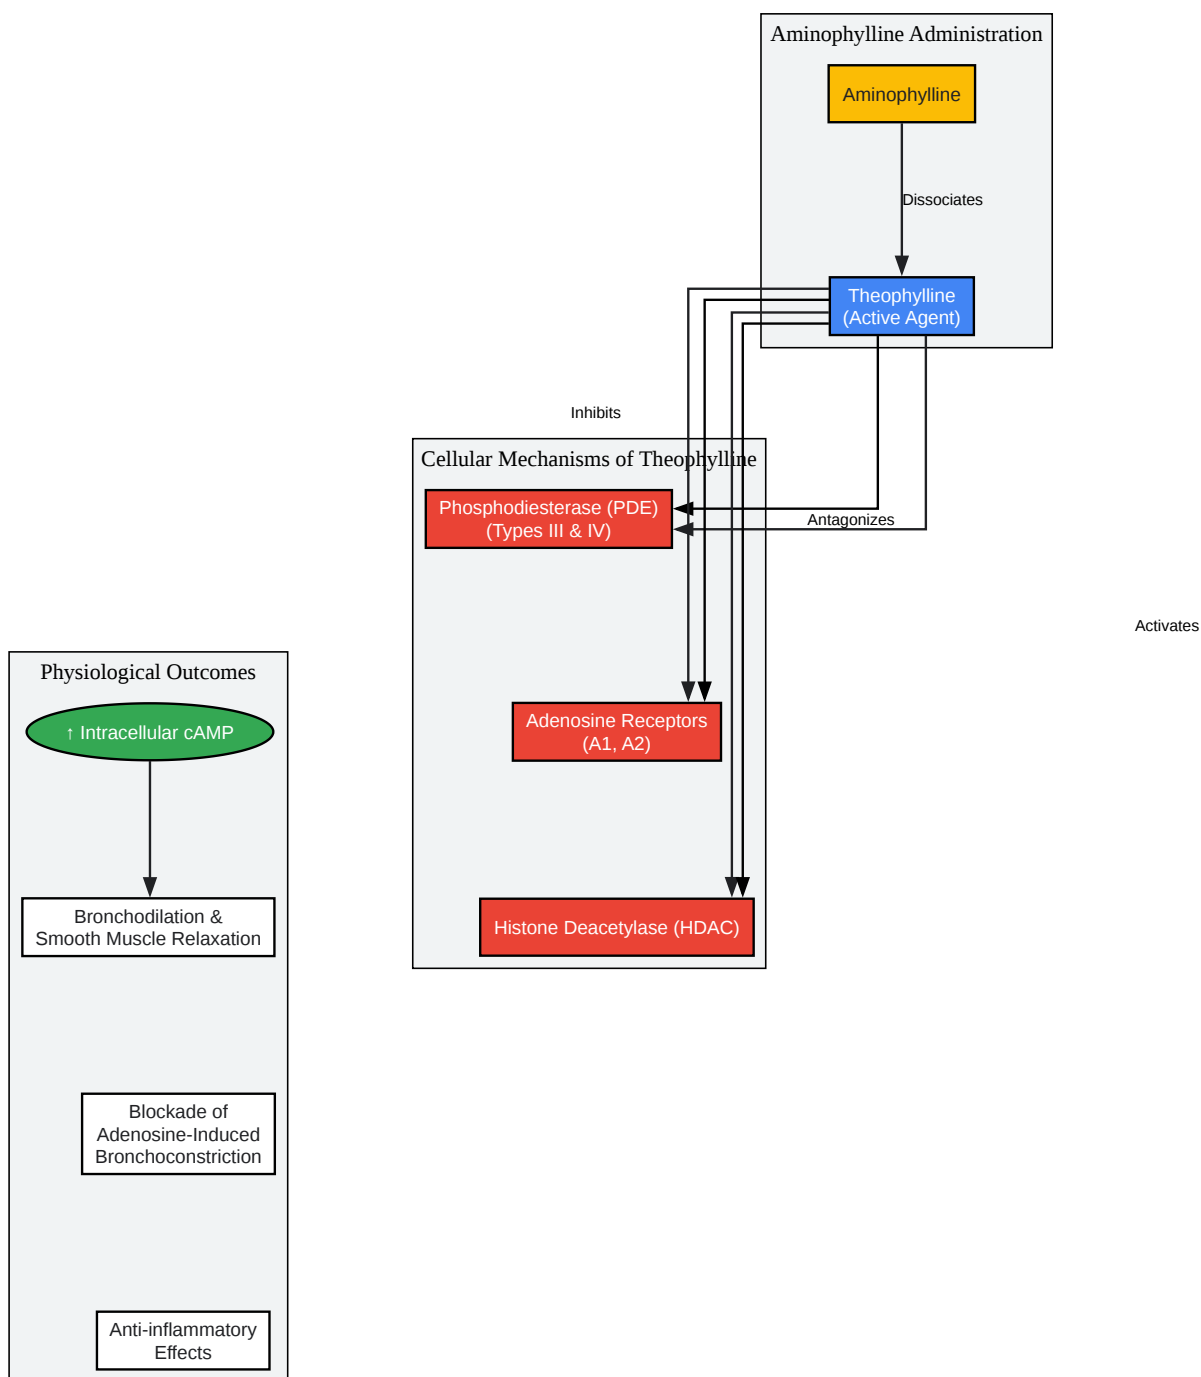 Aminophylline Administration
Aminophylline
Dissociates
Theophylline
(Active Agent)
Inhibits
Cellular Mechanisms of Theophylline
Phosphodiesterase (PDE)
(Types III & IV)
Antagonizes
Activates
Physiological Outcomes
↑ Intracellular cAMP
Adenosine Receptors
(A1, A2)
Bronchodilation &
Smooth Muscle Relaxation
Histone Deacetylase (HDAC)
Blockade of
Adenosine-Induced
Bronchoconstriction
Anti-inflammatory
Effects